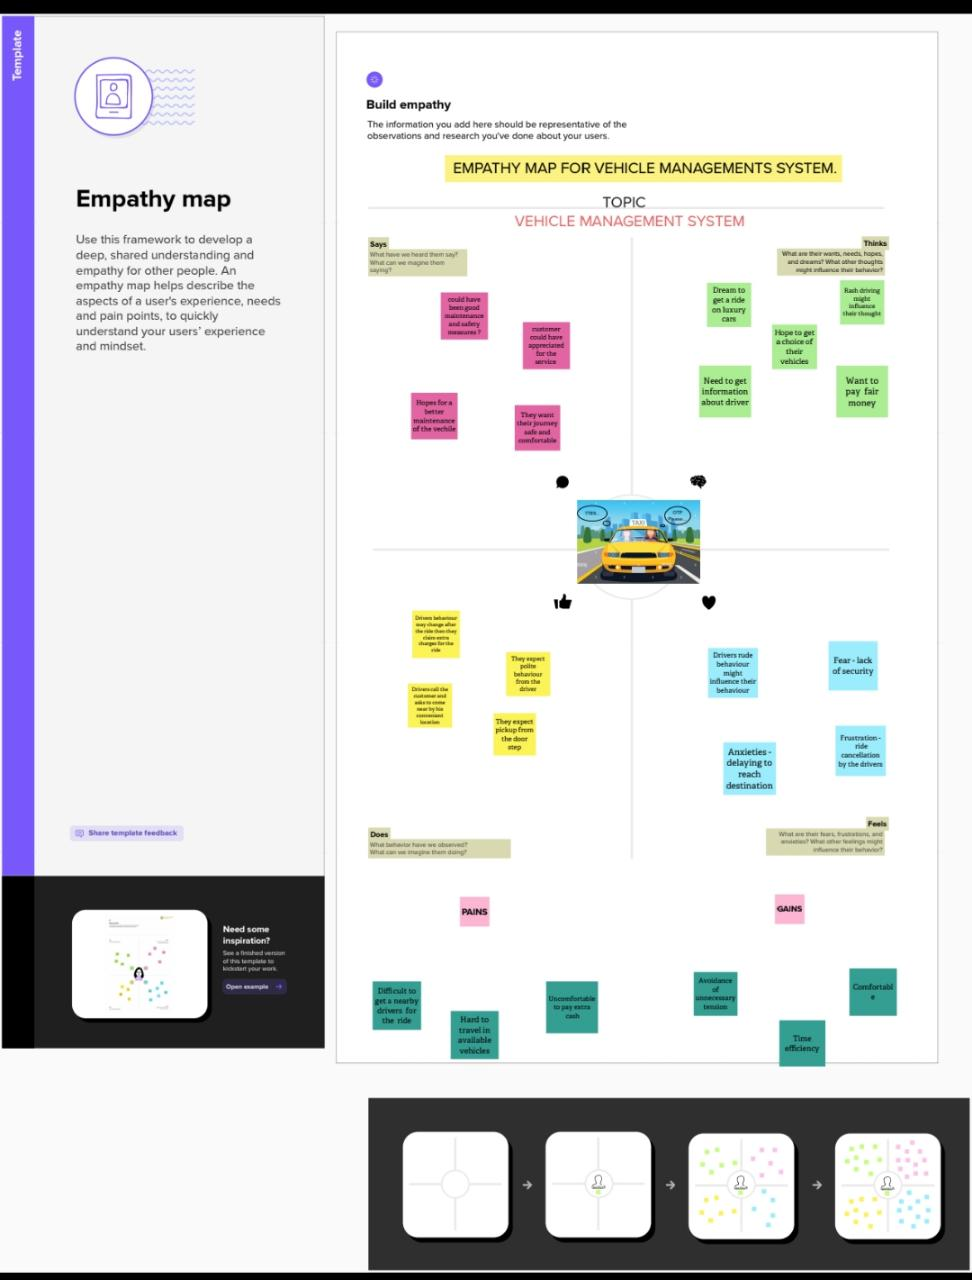 Template
Empathy map
Use this framework to develop a
deep, shared understanding and
empathy for other people. An
empathy map helps describe the
aspects of a user's experience, needs
and pain points, to quickly
understand your users' experience
and mindset.
Share template feedback
Need some
inspiration?
See a finished version
of this template to
kickstart your work.
Open example
Build empathy
The information you add here should be representative of the
observations and research you've done about your users.
EMPATHY MAP FOR VEHICLE MANAGEMENTS SYSTEM.
TOPIC
VEHICLE MANAGEMENT SYSTEM
Says
What have we heard them say?
What can we magine them
saying?
could have
been good
maintenance
and safety
measures ?
customer
could have
appreciated
for the
service
Hopes for a
better
maintenance
of the vechile
They want
their journey
safe and
comfortable
Thinks
What are their wants, needs, hopes,
and dreams? What other thoughts
might influence their behavior?
Dream to
get a ride
on luxury
cars
Rash driving
might
influence
their thought
Hope to get
a choice of
their
vehicles
Need to get
information
about driver
Want to
pay fair
money
TAXI
OTP
Drivers behaviour
may change after
the ride then they
claim extra
charges for the
ride
They expect
polite
behaviour
from the
driver
Drivers call the
customer and
asks to come
near by his
convenient
location
They expect
pickup from
the door
step
Drivers rude
behaviour
might
influence their
behaviour
Fear - lack
of security
Anxieties -
delaying to
reach
destination
Frustration -
ride
cancellation
by the drivers
Does
What behavior have we observed?
What can we imagine them doing?
Feels
What are their fears, frustrations, and
anxieties? What other feelings might
influence their behavior?
PAINS
GAINS
Difficult to
get a nearby
drivers for
the ride
Hard to
travel in
available
vehicles
Uncomfortable
to pay extra
cash
Avoidance
of
unnecessary
tension
Time
efficiency
Comfortabl
e